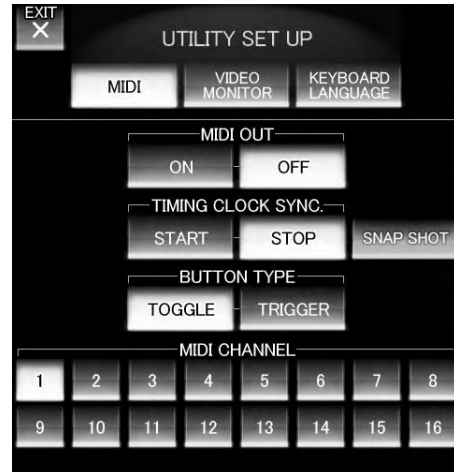 EXIT
×
UTILITY SET UP
MIDI
VIDEO
MONITOR
KEYBOARD
LANGUAGE
MIDI OUT
ON OFF
TIMING CLOCK SYNC.
START STOP SNAP SHOT
BUTTON TYPE
TOGGLE TRIGGER
MIDI CHANNEL
1 2 3 4 5 6 7 8
9 10 11 12 13 14 15 16